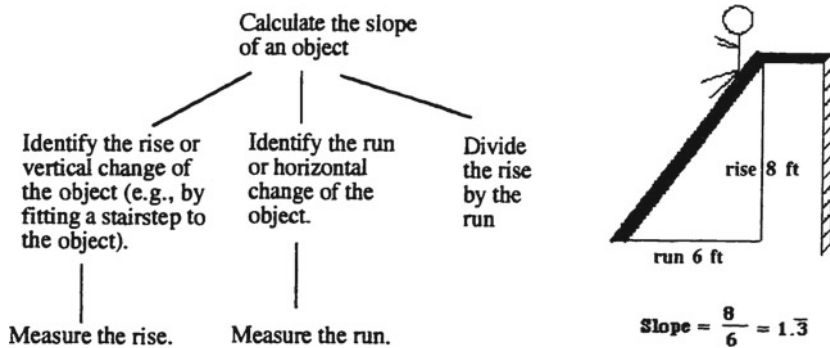 Calculate the slope
of an object
Identify the rise or
vertical change of
the object (e.g., by
fitting a stairstep to
the object).
Identify the run
or horizontal
change of the
object.
Divide
the rise
by the
run
Measure the rise.
Measure the run.
rise 8 ft
run 6 ft
Slope = 8/6 = 1.3̅